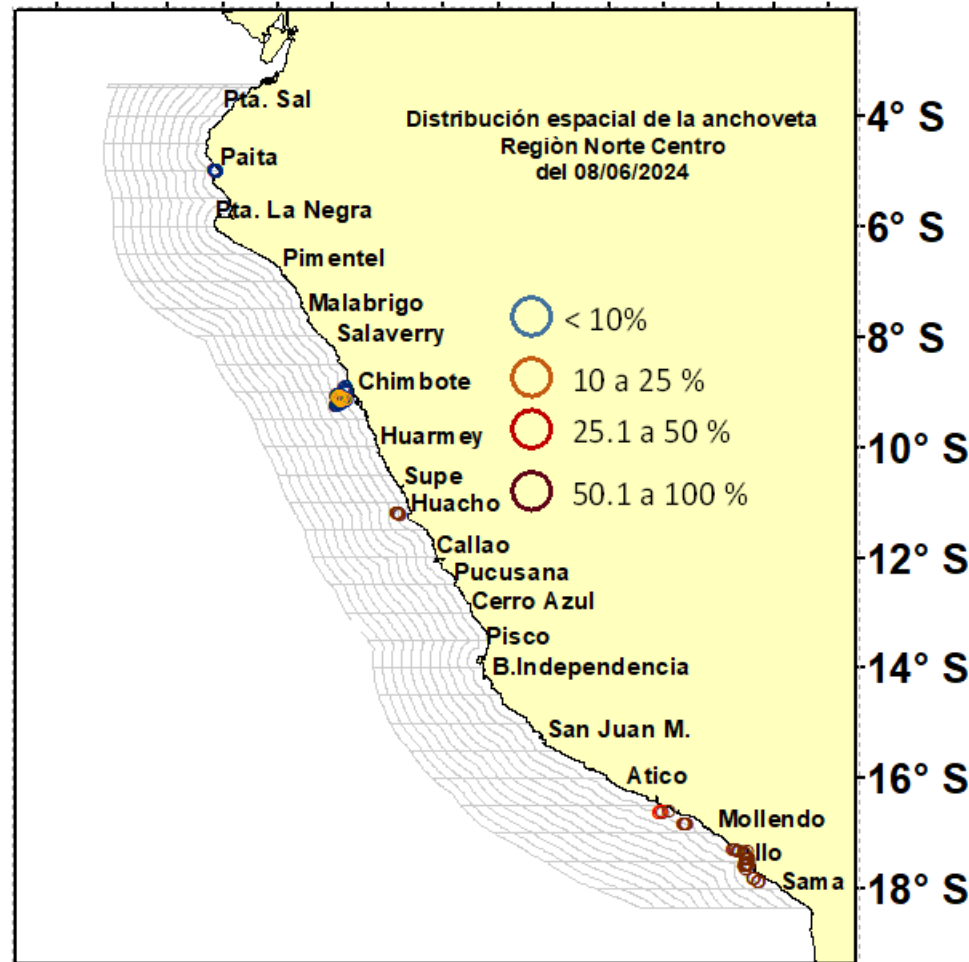 Distribución espacial de la anchoveta
Regiòn Norte Centro
del 08/06/2024
< 10%
10 a 25 %
25.1 a 50 %
50.1 a 100 %
Pta. Sal
Paita
Pta. La Negra
Pimentel
Malabrigo
Salaverry
Chimbote
Huarmey
Supe
Huacho
Callao
Pucusana
Cerro Azul
Pisco
B.Independencia
San Juan M.
Atico
Mollendo
Sama
4° S
6° S
8° S
10° S
12° S
14° S
16° S
18° S